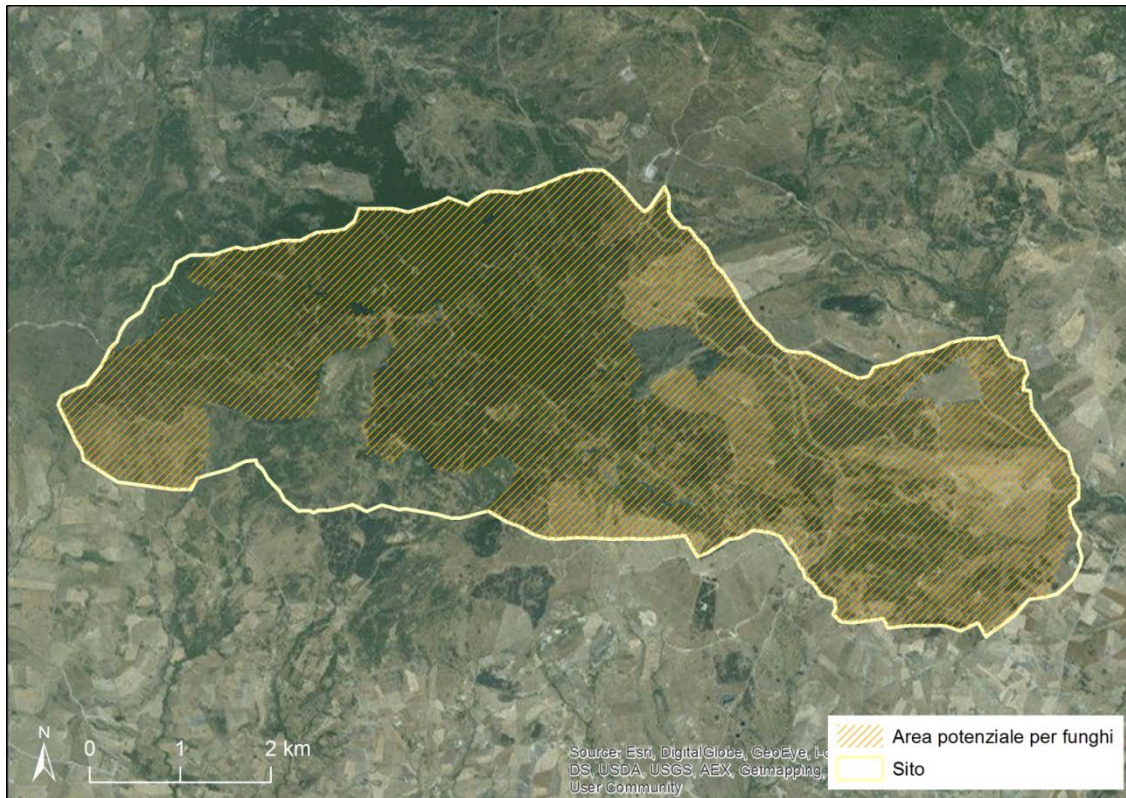 N
0 1 2 km
Source: Esri, DigitalGlobe, GeoEye,
DS, USDA, USGS, AEX, Getmapping,
User Community
Area potenziale per funghi
Sito